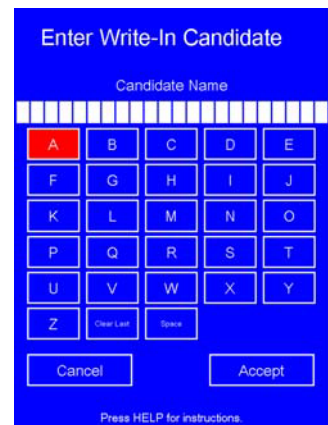 Enter Write-In Candidate
Candidate Name
A B C D E
F G H I J
K L M N O
P Q R S T
U V W X Y
Z Clear Last Space
Cancel Accept
Press HELP for instructions.